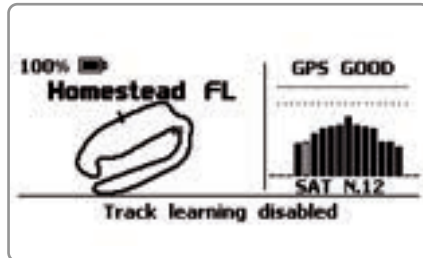 100%
Homestead FL
GPS GOOD
SAT N.12
Track learning disabled